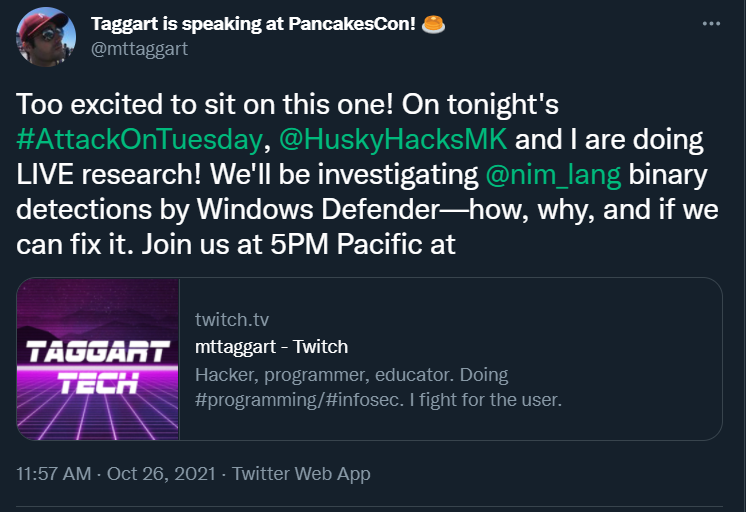 Taggart is speaking at PancakesCon! 🥞
@mttaggart
Too excited to sit on this one! On tonight's
#AttackOnTuesday, @HuskyHacksMK and I are doing
LIVE research! We'll be investigating @nim_lang binary
detections by Windows Defender—how, why, and if we
can fix it. Join us at 5PM Pacific at
TAGGART
TECH
twitch.tv
mttaggart - Twitch
Hacker, programmer, educator. Doing
#programming/#infosec. I fight for the user.
11:57 AM · Oct 26, 2021 · Twitter Web App